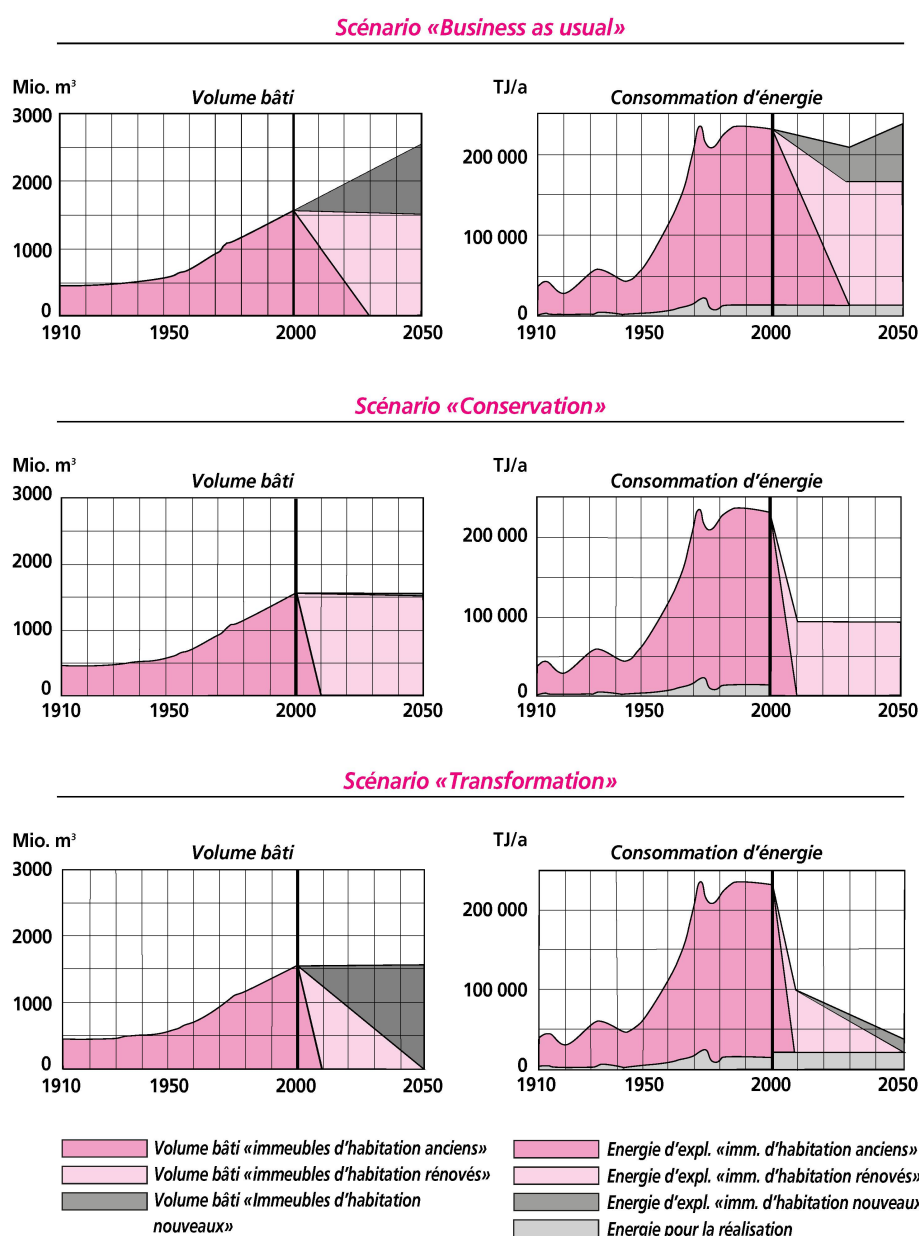 Scénario «Business as usual»
Mio. m³
Volume bâti
3000
2000
1000
0
1910 1950 2000 2050
TJ/a
Consommation d'énergie
200 000
100 000
0
1910 1950 2000 2050
Scénario «Conservation»
Mio. m³
Volume bâti
3000
2000
1000
0
1910 1950 2000 2050
TJ/a
Consommation d'énergie
200 000
100 000
0
1910 1950 2000 2050
Scénario «Transformation»
Mio. m³
Volume bâti
3000
2000
1000
0
1910 1950 2000 2050
TJ/a
Consommation d'énergie
200 000
100 000
0
1910 1950 2000 2050
Volume bâti «immeubles d'habitation anciens»
Volume bâti «immeubles d'habitation rénovés»
Volume bâti «Immeubles d'habitation
nouveaux»
Energie d'expl. «imm. d'habitation anciens»
Energie d'expl. «imm. d'habitation rénovés»
Energie d'expl. «imm. d'habitation nouveaux
Energie pour la réalisation